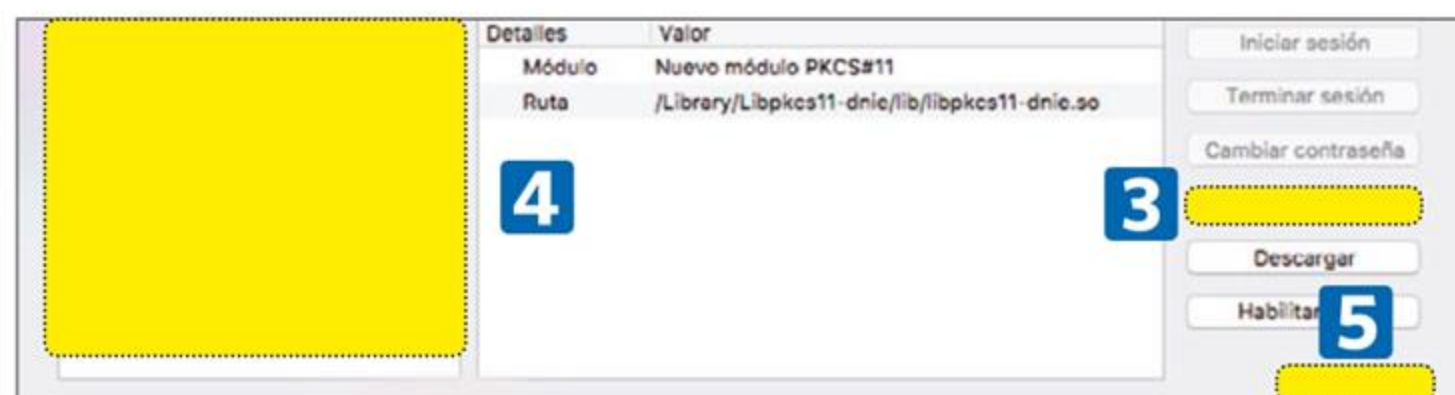 Detalles Valor
Módulo Nuevo módulo PKCS#11
Ruta /Library/Libpkcs11-dnie/lib/libpkcs11-dnie.so
Iniciar sesión
Terminar sesión
Cambiar contraseña
4
3
Descargar
Habilitar
5